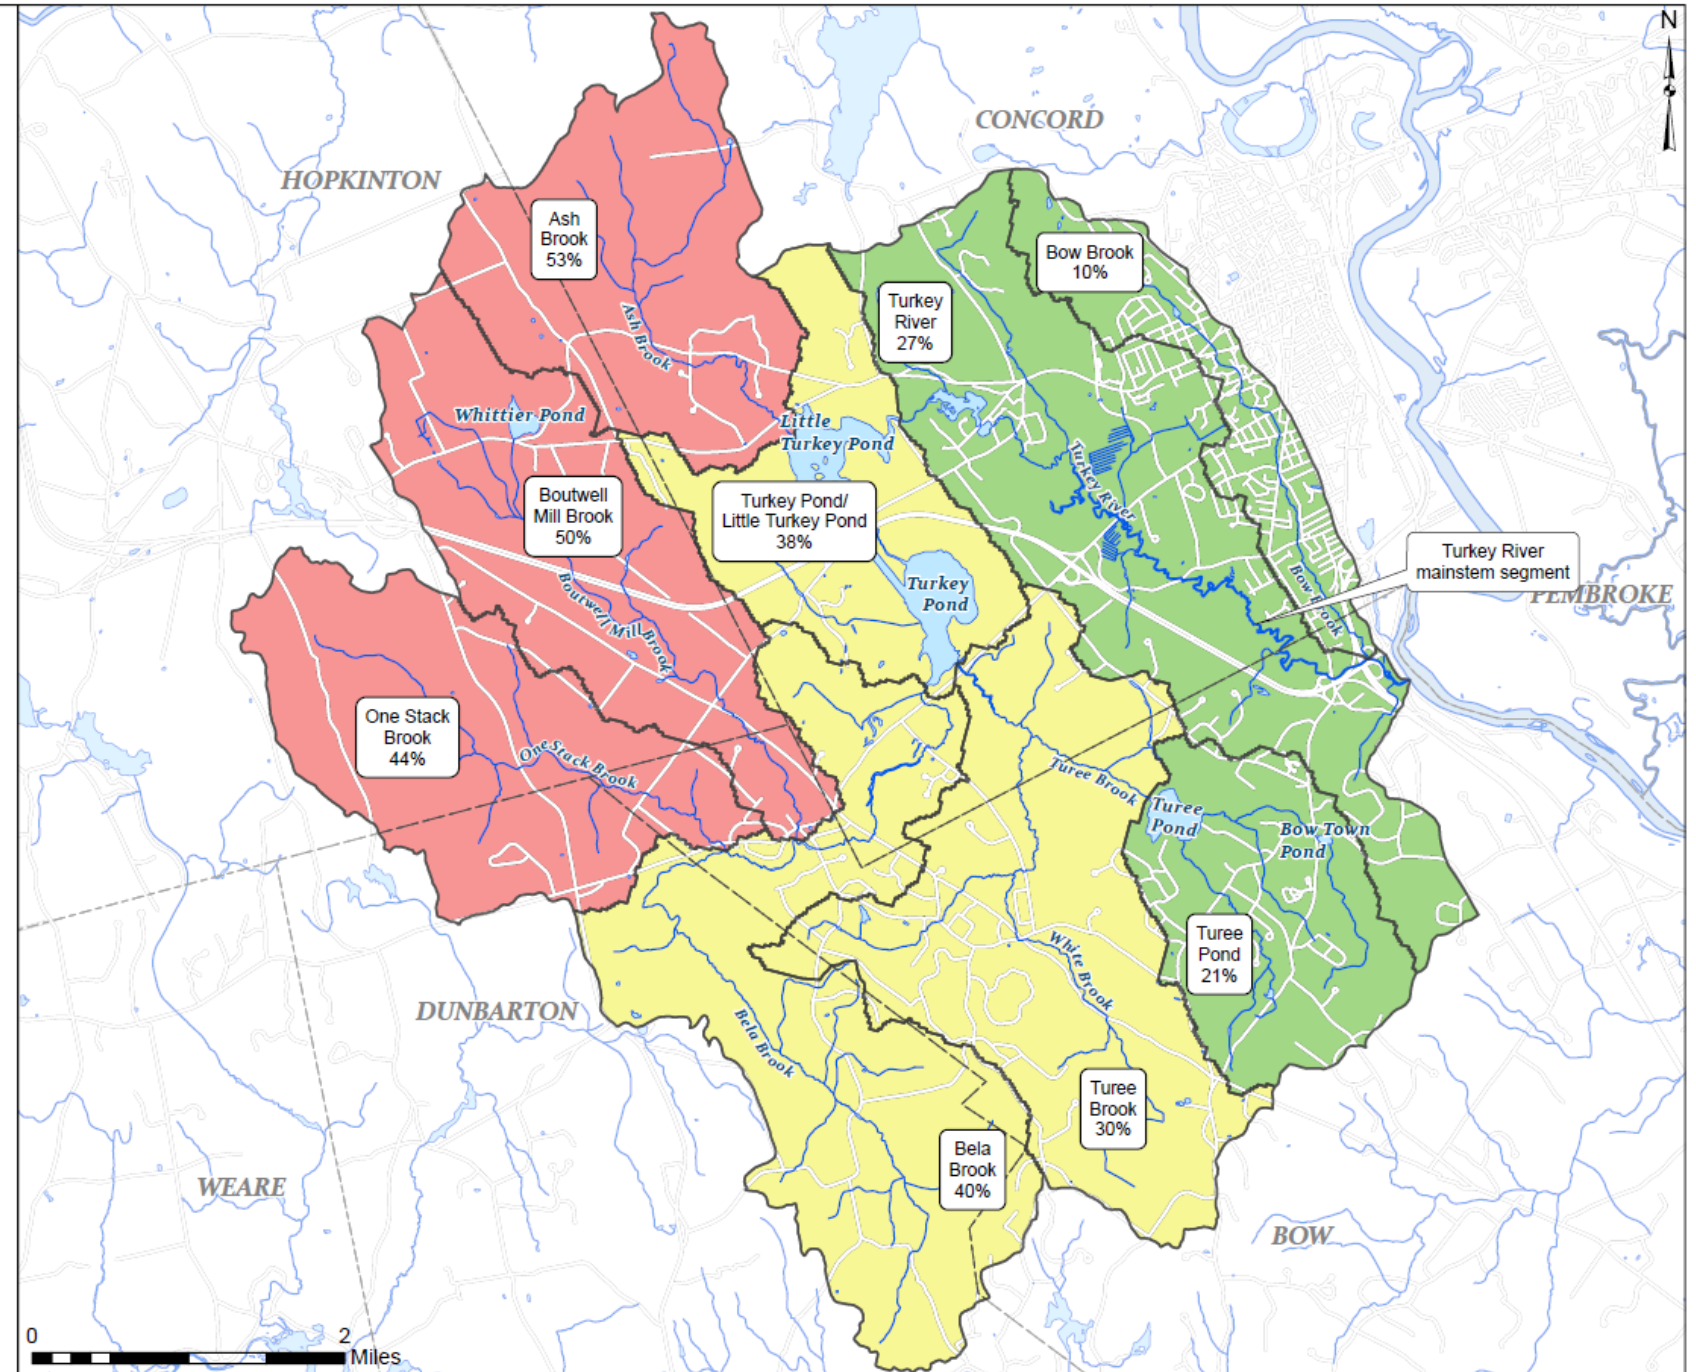 N
CONCORD
HOPKINTON
Ash
Brook
53%
Bow Brook
10%
Turkey
River
27%
Ash Brook
Whittier Pond
Little
Turkey Pond
Boutwell
Mill Brook
50%
Turkey Pond/
Little Turkey Pond
38%
Turkey River
Turkey River
mainstem segment
PEMBROKE
Turkey
Pond
Bow Brook
Boutwell Mill Brook
One Stack
Brook
44%
One Stack Brook
Turee Brook
Turee
Pond
Bow Town
Pond
Turee
Pond
21%
White Brook
DUNBARTON
Bela Brook
Turee
Brook
30%
Bela
Brook
40%
WEARE
BOW
0 2
Miles